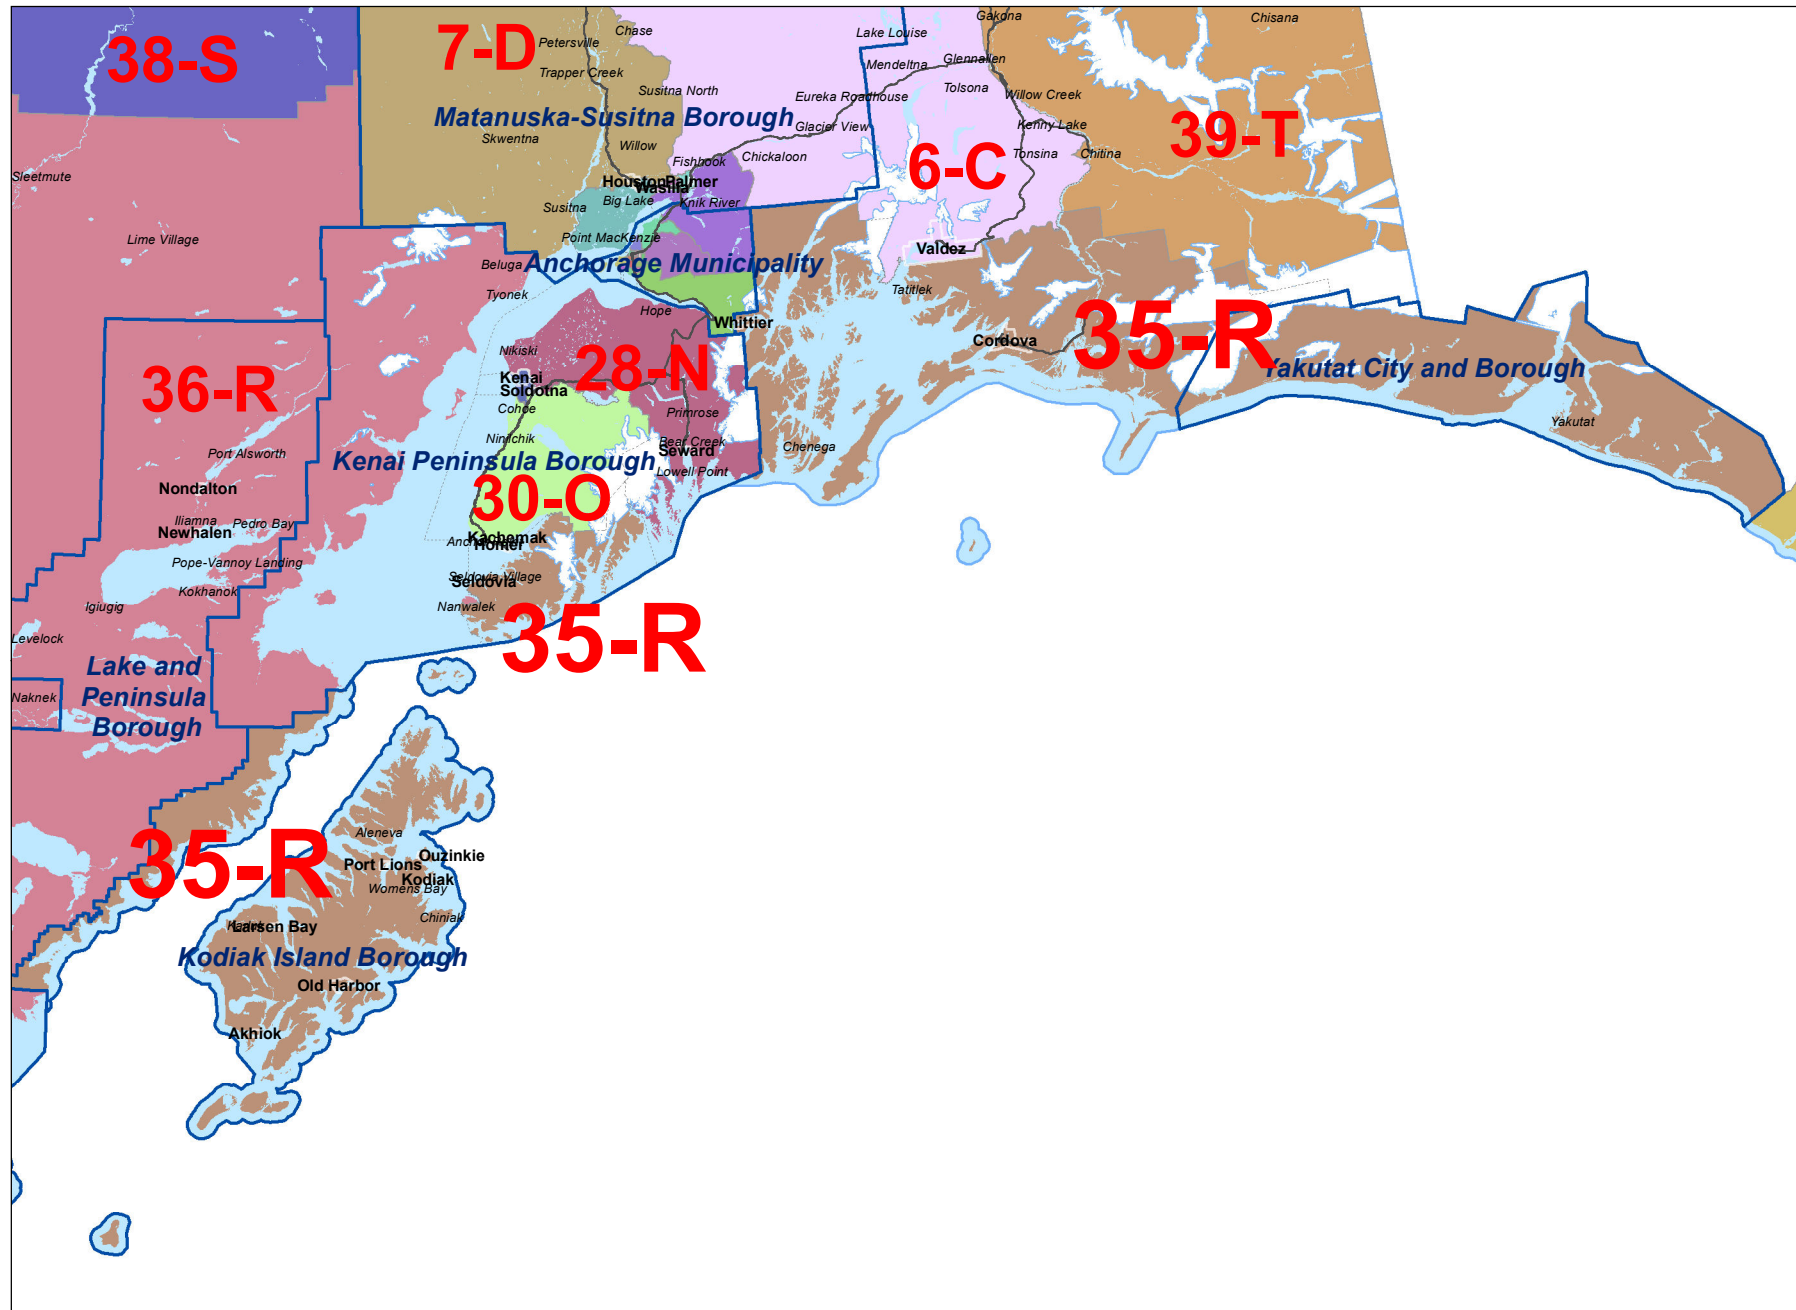 Gakona
Chisana
Chase
Lake Louise
38-S
7-D
Petersville
Glennallen
Mendeltna
Trapper Creek
Tolsona
Susitna North
Eureka Roadhouse
Willow Creek
Matanuska-Susitna Borough
Glacier View
Kenny Lake
39-T
Skwentna
Willow
Chickaloon
Tonsina
Chitina
Fishhook
6-C
Sleetmute
Houston
Palmer
Wasilla
Big Lake
Knik River
Susitna
Lime Village
Point MacKenzie
Valdez
Beluga
Anchorage Municipality
Tyonek
Tatitlek
Hope
Whittier
35-R
Cordova
Nikiski
28-N
Yakutat City and Borough
Kenai
Soldotna
36-R
Cohoe
Primrose
Yakutat
Ninilchik
Bear Creek
Chenega
Seward
Port Alsworth
Kenai Peninsula Borough
Lowell Point
Nondalton
30-O
Iliamna
Pedro Bay
Newhalen
Kachemak
Homer
Pope-Vannoy Landing
Seldovia Village
Seldovia
Kokhanok
Igiugig
Nanwalek
35-R
Levelock
Lake and
Peninsula
Borough
Naknek
Aleneva
35-R
Ouzinkie
Port Lions
Kodiak
Womens Bay
Chiniak
Larsen Bay
Kodiak Island Borough
Old Harbor
Akhiok